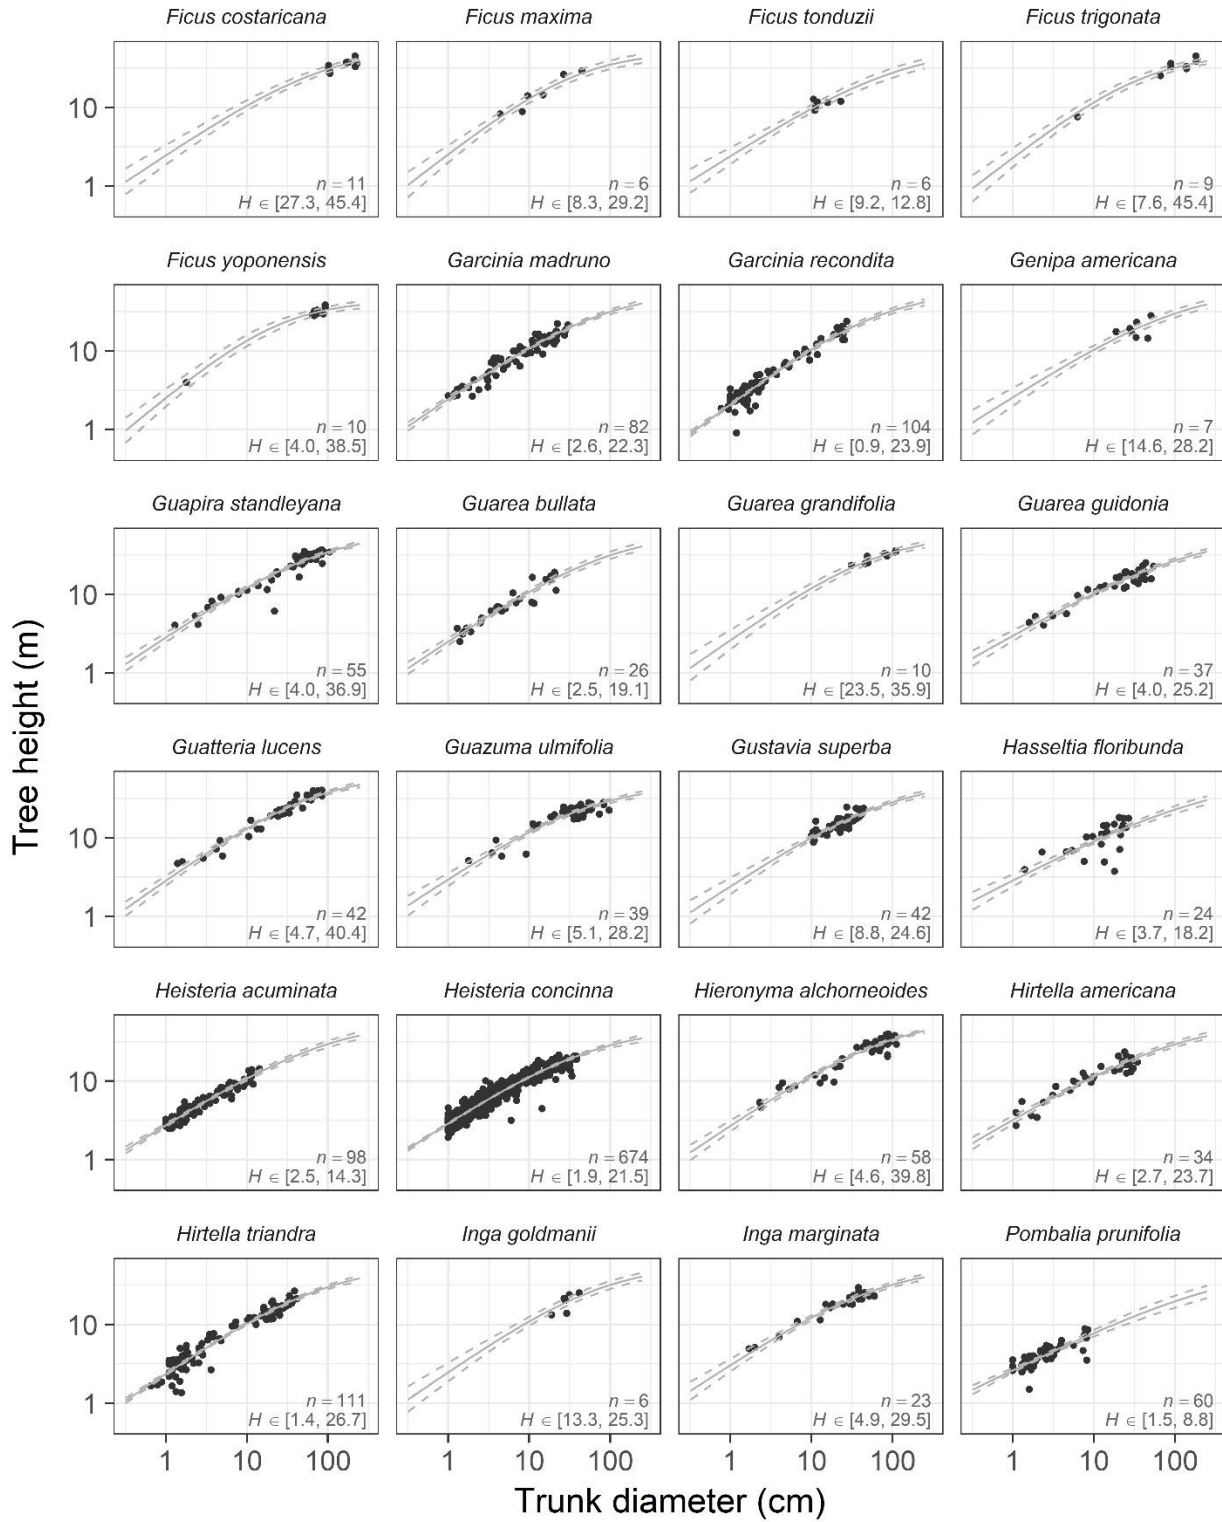 Ficus costaricana
Ficus maxima
Ficus tonduzii
Ficus trigonata
10
1
n = 11
H ∈ [27.3, 45.4]
n = 6
H ∈ [8.3, 29.2]
n = 6
H ∈ [9.2, 12.8]
n = 9
H ∈ [7.6, 45.4]
Ficus yoponensis
Garcinia madruno
Garcinia recondita
Genipa americana
10
1
n = 10
H ∈ [4.0, 38.5]
n = 82
H ∈ [2.6, 22.3]
n = 104
H ∈ [0.9, 23.9]
n = 7
H ∈ [14.6, 28.2]
Guapira standleyana
Guarea bullata
Guarea grandifolia
Guarea guidonia
10
1
n = 55
H ∈ [4.0, 36.9]
n = 26
H ∈ [2.5, 19.1]
n = 10
H ∈ [23.5, 35.9]
n = 37
H ∈ [4.0, 25.2]
Tree height (m)
Guatteria lucens
Guazuma ulmifolia
Gustavia superba
Hasseltia floribunda
10
1
n = 42
H ∈ [4.7, 40.4]
n = 39
H ∈ [5.1, 28.2]
n = 42
H ∈ [8.8, 24.6]
n = 24
H ∈ [3.7, 18.2]
Heisteria acuminata
Heisteria concinna
Hieronyma alchorneoides
Hirtella americana
10
1
n = 98
H ∈ [2.5, 14.3]
n = 674
H ∈ [1.9, 21.5]
n = 58
H ∈ [4.6, 39.8]
n = 34
H ∈ [2.7, 23.7]
Hirtella triandra
Inga goldmanii
Inga marginata
Pombalia prunifolia
10
1
n = 111
H ∈ [1.4, 26.7]
n = 6
H ∈ [13.3, 25.3]
n = 23
H ∈ [4.9, 29.5]
n = 60
H ∈ [1.5, 8.8]
1 10 100
1 10 100
1 10 100
1 10 100
Trunk diameter (cm)